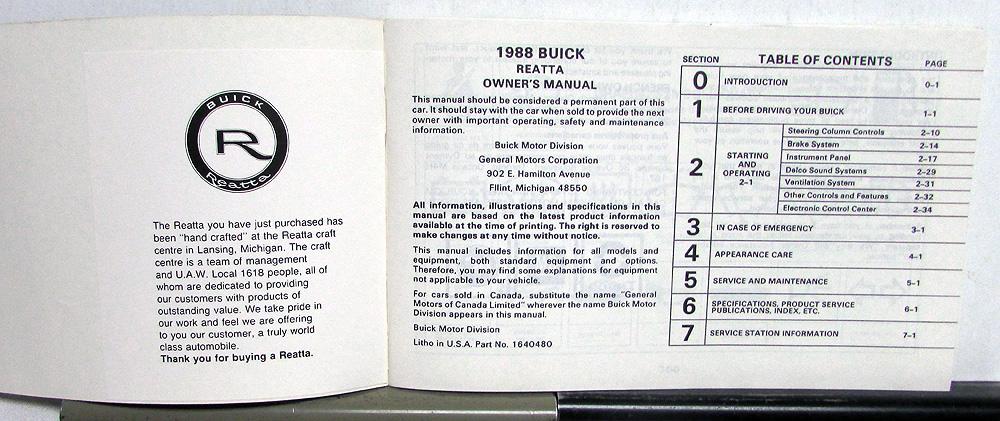 BUICK
R
Reatta
The Reatta you have just purchased has
been "hand crafted" at the Reatta craft
centre in Lansing, Michigan. The craft
centre is a team of management
and U.A.W. Local 1618 people, all of
whom are dedicated to providing
our customers with products of
outstanding value. We take pride in
our work and feel we are offering
to you our customer, a truly world
class automobile.
Thank you for buying a Reatta.
1988 BUICK
REATTA
OWNER'S MANUAL
This manual should be considered a permanent part of this
car. It should stay with the car when sold to provide the next
owner with important operating, safety and maintenance
information.
Buick Motor Division
General Motors Corporation
902 E. Hamilton Avenue
Fllint, Michigan 48550
All information, illustrations and specifications in this
manual are based on the latest product information
available at the time of printing. The right is reserved to
make changes at any time without notice.
This manual includes information for all models and
equipment, both standard equipment and options.
Therefore, you may find some explanations for equipment
not applicable to your vehicle.
For cars sold in Canada, substitute the name "General
Motors of Canada Limited" wherever the name Buick Motor
Division appears in this manual.
Buick Motor Division
Litho in U.S.A. Part No. 1640480
SECTION TABLE OF CONTENTS PAGE
0 INTRODUCTION 0-1
1 BEFORE DRIVING YOUR BUICK 1-1
2 STARTING AND OPERATING 2-1
Steering Column Controls 2-10
Brake System 2-14
Instrument Panel 2-17
Delco Sound Systems 2-29
Ventilation System 2-31
Other Controls and Features 2-32
Electronic Control Center 2-34
3 IN CASE OF EMERGENCY 3-1
4 APPEARANCE CARE 4-1
5 SERVICE AND MAINTENANCE 5-1
6 SPECIFICATIONS, PRODUCT SERVICE
PUBLICATIONS, INDEX, ETC. 6-1
7 SERVICE STATION INFORMATION 7-1